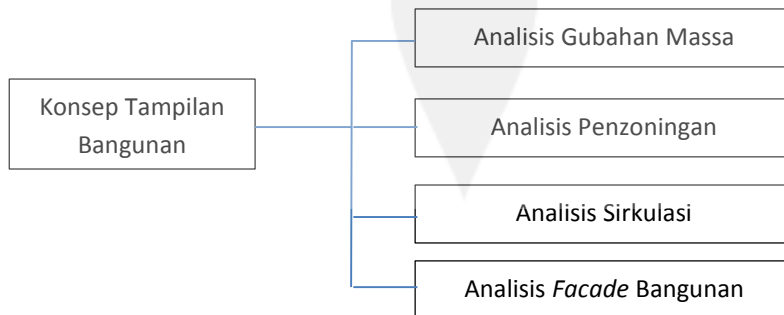 Konsep Tampilan
Bangunan
Analisis Gubahan Massa
Analisis Penzoningan
Analisis Sirkulasi
Analisis Facade Bangunan